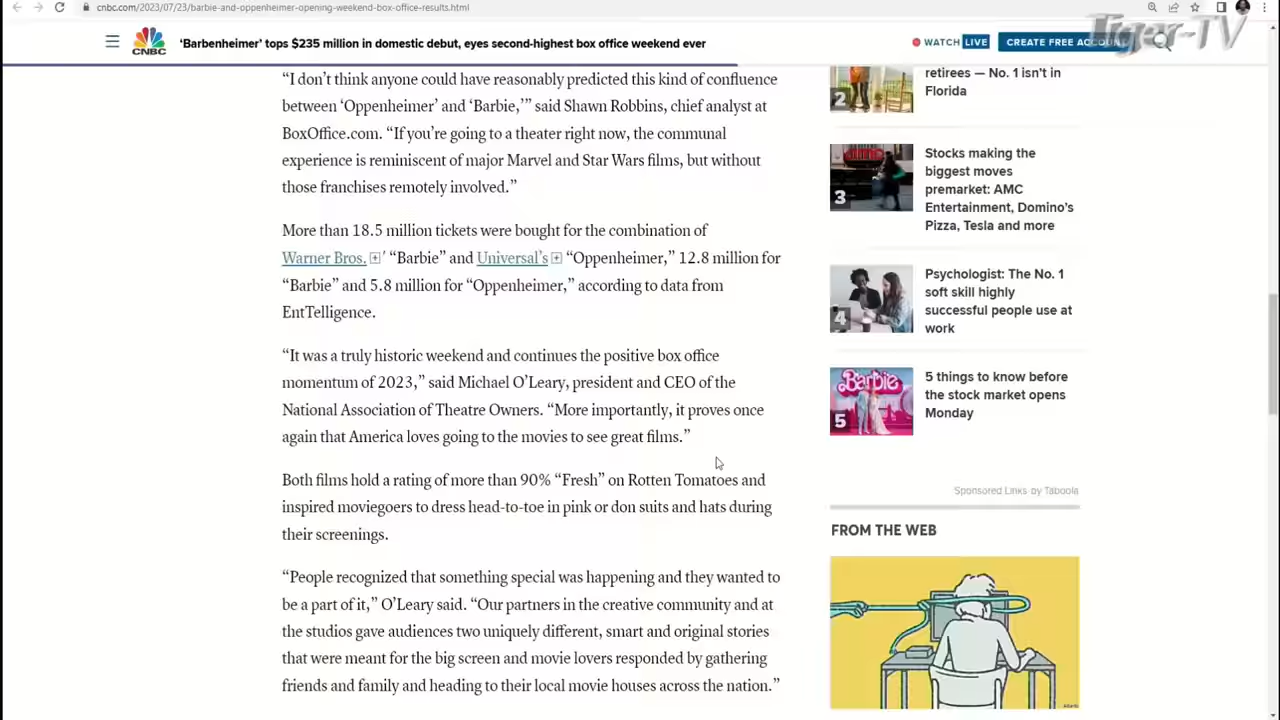 cnbc.com/2023/07/23/barbie-and-oppenheimer-opening-weekend-box-office-results.html
Tiger-TV
CNBC
‘Barbenheimer’ tops $235 million in domestic debut, eyes second-highest box office weekend ever
WATCH LIVE
CREATE FREE ACCOUNT
“I don’t think anyone could have reasonably predicted this kind of confluence
between ‘Oppenheimer’ and ‘Barbie,’” said Shawn Robbins, chief analyst at
BoxOffice.com. “If you’re going to a theater right now, the communal
experience is reminiscent of major Marvel and Star Wars films, but without
those franchises remotely involved.”
More than 18.5 million tickets were bought for the combination of
Warner Bros.’ “Barbie” and Universal’s “Oppenheimer,” 12.8 million for
“Barbie” and 5.8 million for “Oppenheimer,” according to data from
EntTelligence.
“It was a truly historic weekend and continues the positive box office
momentum of 2023,” said Michael O’Leary, president and CEO of the
National Association of Theatre Owners. “More importantly, it proves once
again that America loves going to the movies to see great films.”
Both films hold a rating of more than 90% “Fresh” on Rotten Tomatoes and
inspired moviegoers to dress head-to-toe in pink or don suits and hats during
their screenings.
“People recognized that something special was happening and they wanted to
be a part of it,” O’Leary said. “Our partners in the creative community and at
the studios gave audiences two uniquely different, smart and original stories
that were meant for the big screen and movie lovers responded by gathering
friends and family and heading to their local movie houses across the nation.”
2
retirees — No. 1 isn’t in
Florida
3
Stocks making the
biggest moves
premarket: AMC
Entertainment, Domino’s
Pizza, Tesla and more
4
Psychologist: The No. 1
soft skill highly
successful people use at
work
Barbie
5
5 things to know before
the stock market opens
Monday
Sponsored Links by Taboola
FROM THE WEB